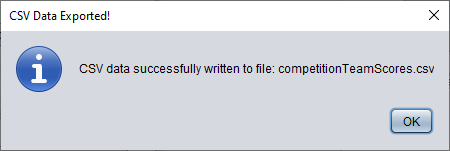 CSV Data Exported!
CSV data successfully written to file: competitionTeamScores.csv
OK